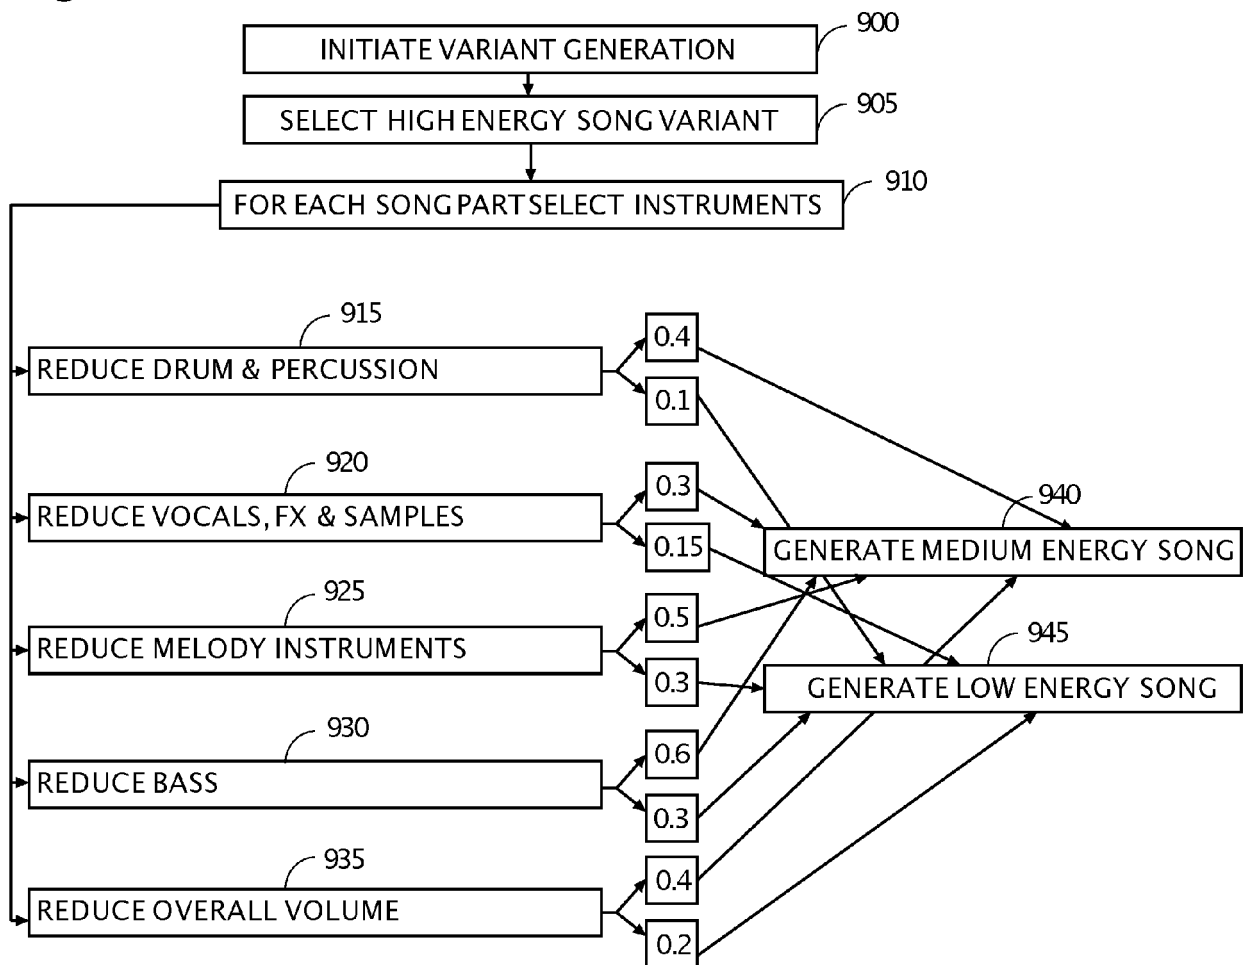 900
INITIATE VARIANT GENERATION
905
SELECT HIGH ENERGY SONG VARIANT
910
FOR EACH SONG PART SELECT INSTRUMENTS
915
0.4
REDUCE DRUM & PERCUSSION
0.1
920
0.3
REDUCE VOCALS, FX & SAMPLES
0.15
940
GENERATE MEDIUM ENERGY SONG
925
0.5
REDUCE MELODY INSTRUMENTS
0.3
945
GENERATE LOW ENERGY SONG
930
0.6
REDUCE BASS
0.3
935
0.4
REDUCE OVERALL VOLUME
0.2